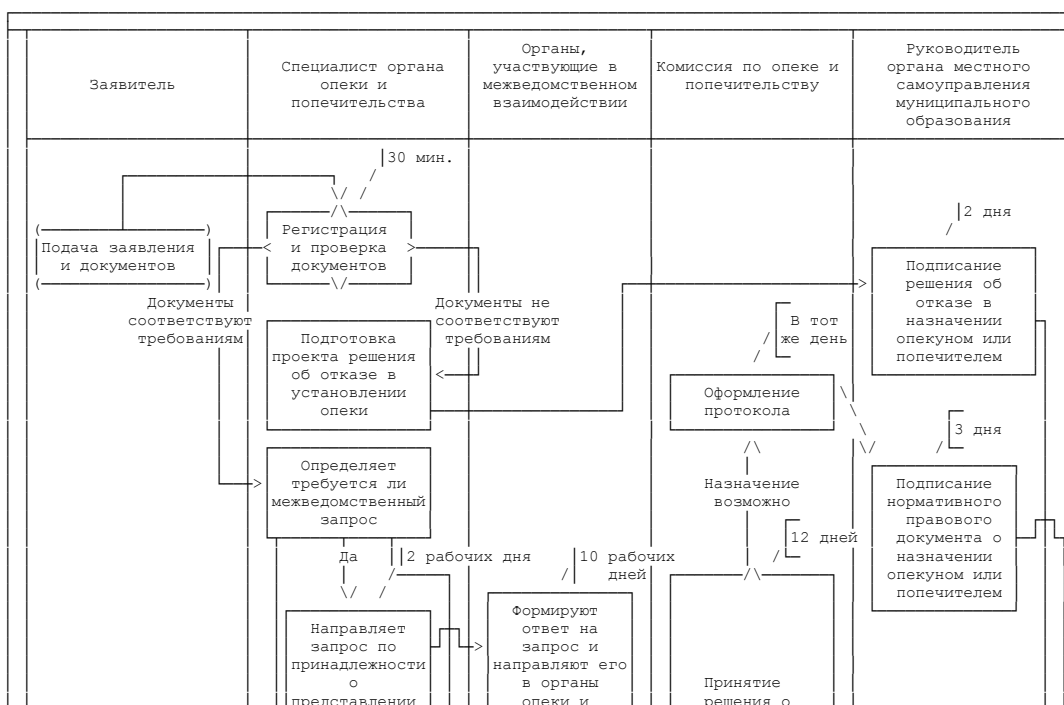 Заявитель
Специалист органа
опеки и
попечительства
Органы,
участвующие в
межведомственном
взаимодействии
Комиссия по опеке и
попечительству
Руководитель
органа местного
самоуправления
муниципального
образования
30 мин.
Подача заявления
и документов
Регистрация
и проверка
документов
Документы
соответствуют
требованиям
Документы не
соответствуют
требованиям
Подготовка
проекта решения
об отказе в
установлении
опеки
2 дня
Подписание
решения об
отказе в
назначении
опекуном или
попечителем
В тот
же день
Оформление
протокола
3 дня
Определяет
требуется ли
межведомственный
запрос
Назначение
возможно
Подписание
нормативного
правового
документа о
назначении
опекуном или
попечителем
12 дней
Да
2 рабочих дня
10 рабочих
дней
Направляет
запрос по
принадлежности
о
представлении
Формируют
ответ на
запрос и
направляют его
в органы
опеки и
Принятие
решения о